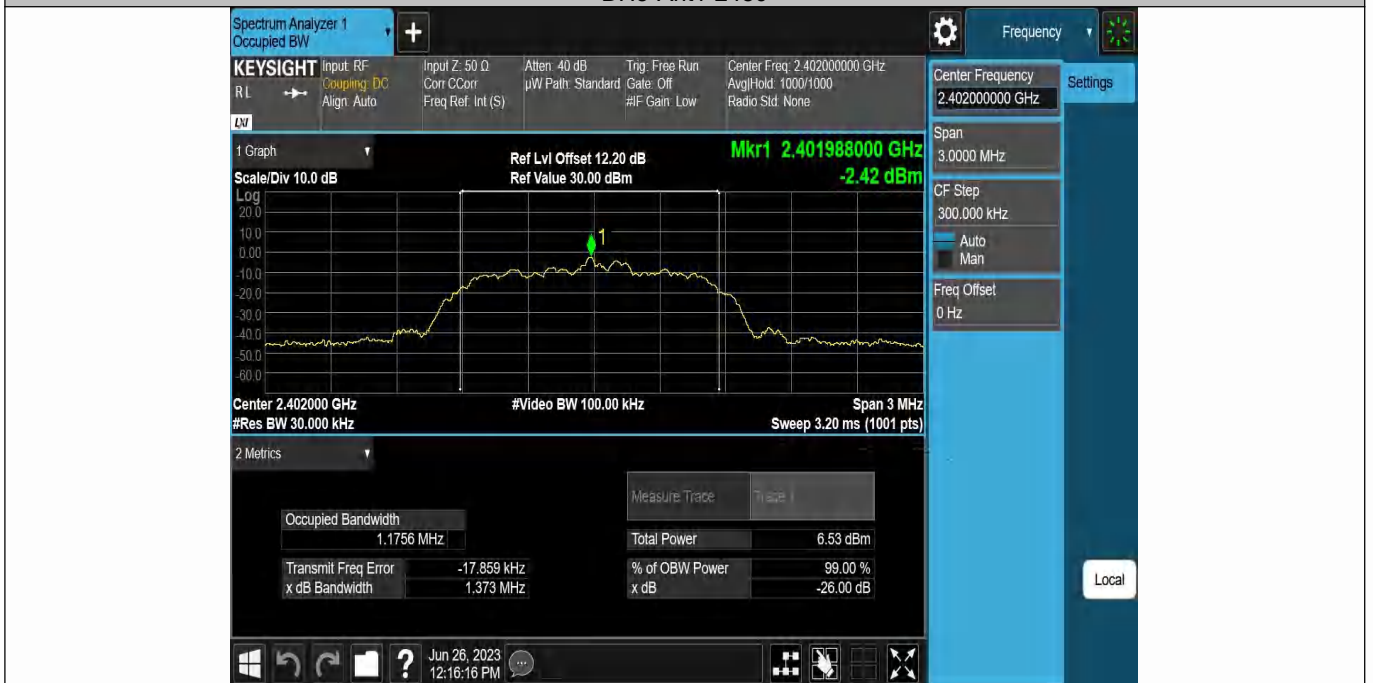 Spectrum Analyzer 1
Occupied BW
+
Frequency
KEYSIGHT
RL
LXI
Input: RF
Coupling: DC
Align: Auto
Input Z: 50 Ω
Corr CCorr
Freq Ref: Int (S)
Atten: 40 dB
µW Path: Standard
Trig: Free Run
Gate: Off
#IF Gain: Low
Center Freq: 2.402000000 GHz
Avg|Hold: 1000/1000
Radio Std: None
Center Frequency
2.402000000 GHz
Settings
Span
3.0000 MHz
CF Step
300.000 kHz
Auto
Man
Freq Offset
0 Hz
Local
1 Graph
Scale/Div 10.0 dB
Ref Lvl Offset 12.20 dB
Ref Value 30.00 dBm
Mkr1 2.401988000 GHz
-2.42 dBm
Log
20.0
10.0
0.00
-10.0
-20.0
-30.0
-40.0
-50.0
-60.0
1
Center 2.402000 GHz
#Video BW 100.00 kHz
Span 3 MHz
#Res BW 30.000 kHz
Sweep 3.20 ms (1001 pts)
2 Metrics
Measure Trace
Trace 1
Occupied Bandwidth
1.1756 MHz
Total Power
6.53 dBm
Transmit Freq Error
-17.859 kHz
% of OBW Power
99.00 %
x dB Bandwidth
1.373 MHz
x dB
-26.00 dB
?
Jun 26, 2023
12:16:16 PM